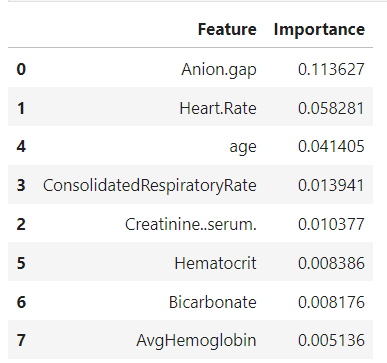 Feature Importance
0 Anion.gap 0.113627
1 Heart.Rate 0.058281
4 age 0.041405
3 ConsolidatedRespiratoryRate 0.013941
2 Creatinine..serum. 0.010377
5 Hematocrit 0.008386
6 Bicarbonate 0.008176
7 AvgHemoglobin 0.005136